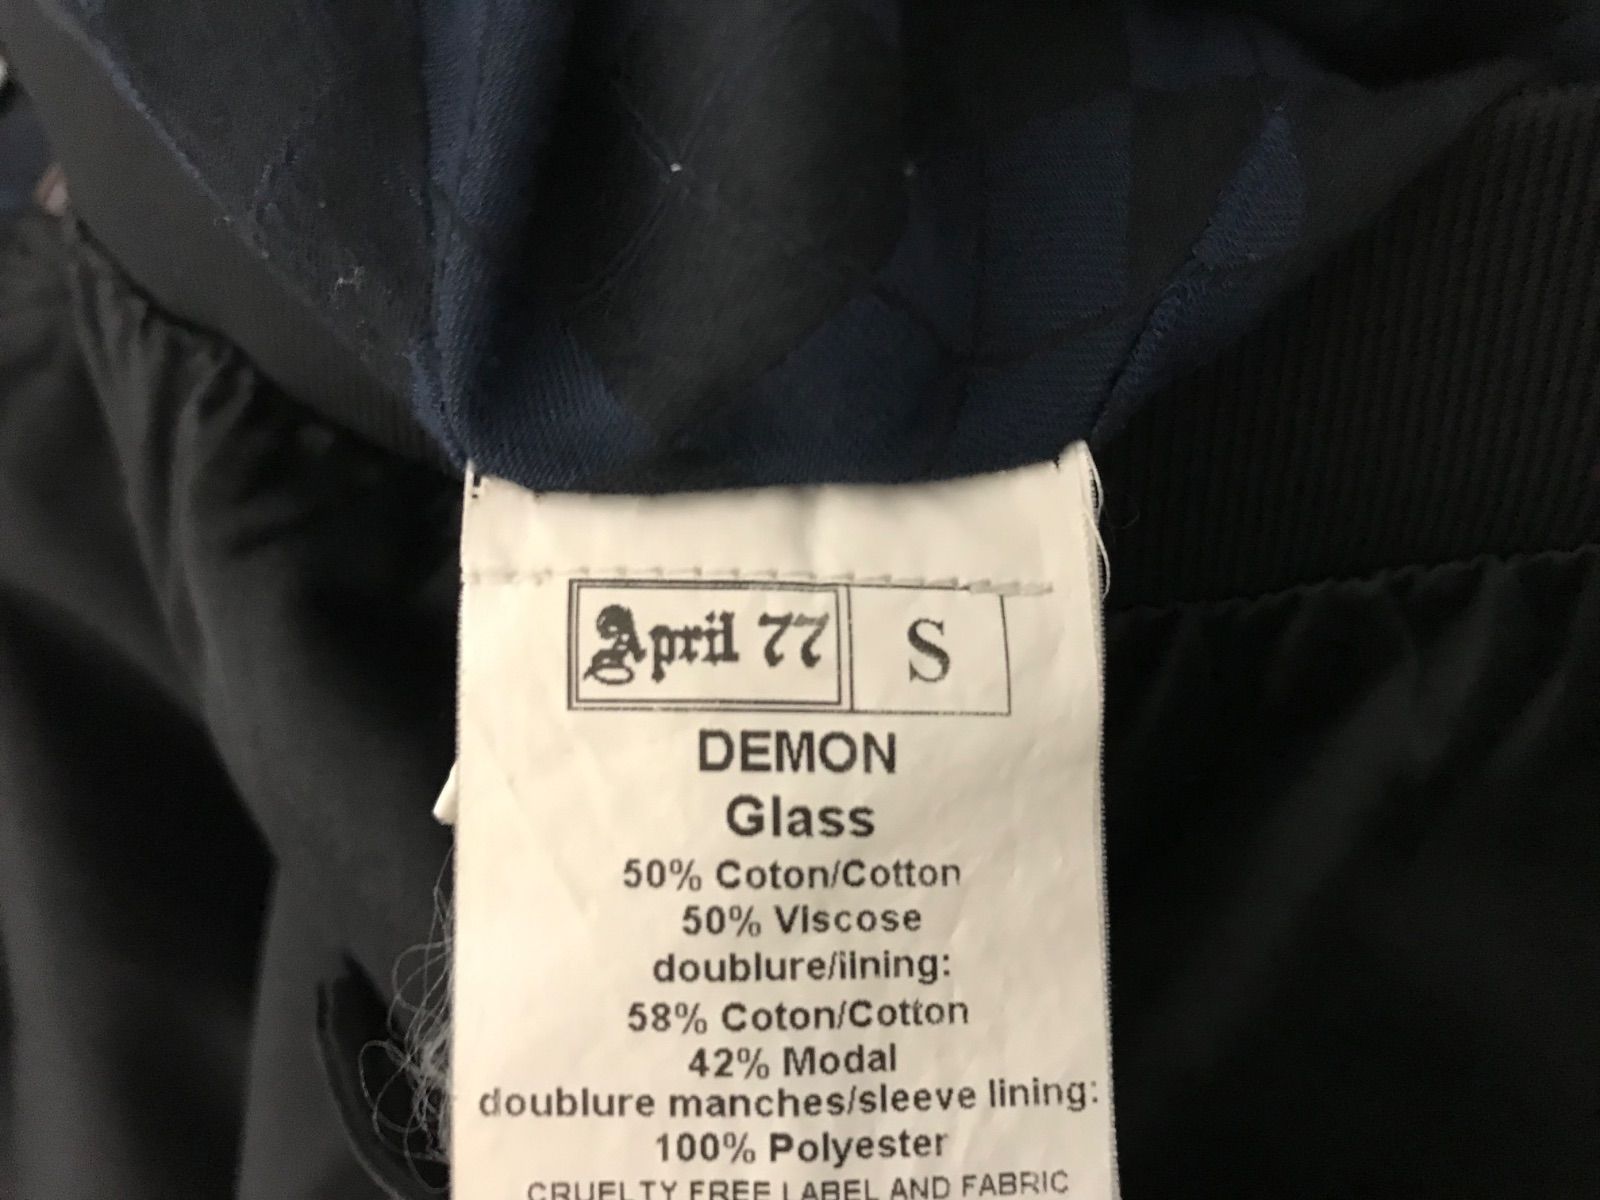 April 77 S
DEMON
Glass
50% Coton/Cotton
50% Viscose
doublure/lining:
58% Coton/Cotton
42% Modal
doublure manches/sleeve lining:
100% Polyester
CRUELTY FREE LABEL AND FABRIC